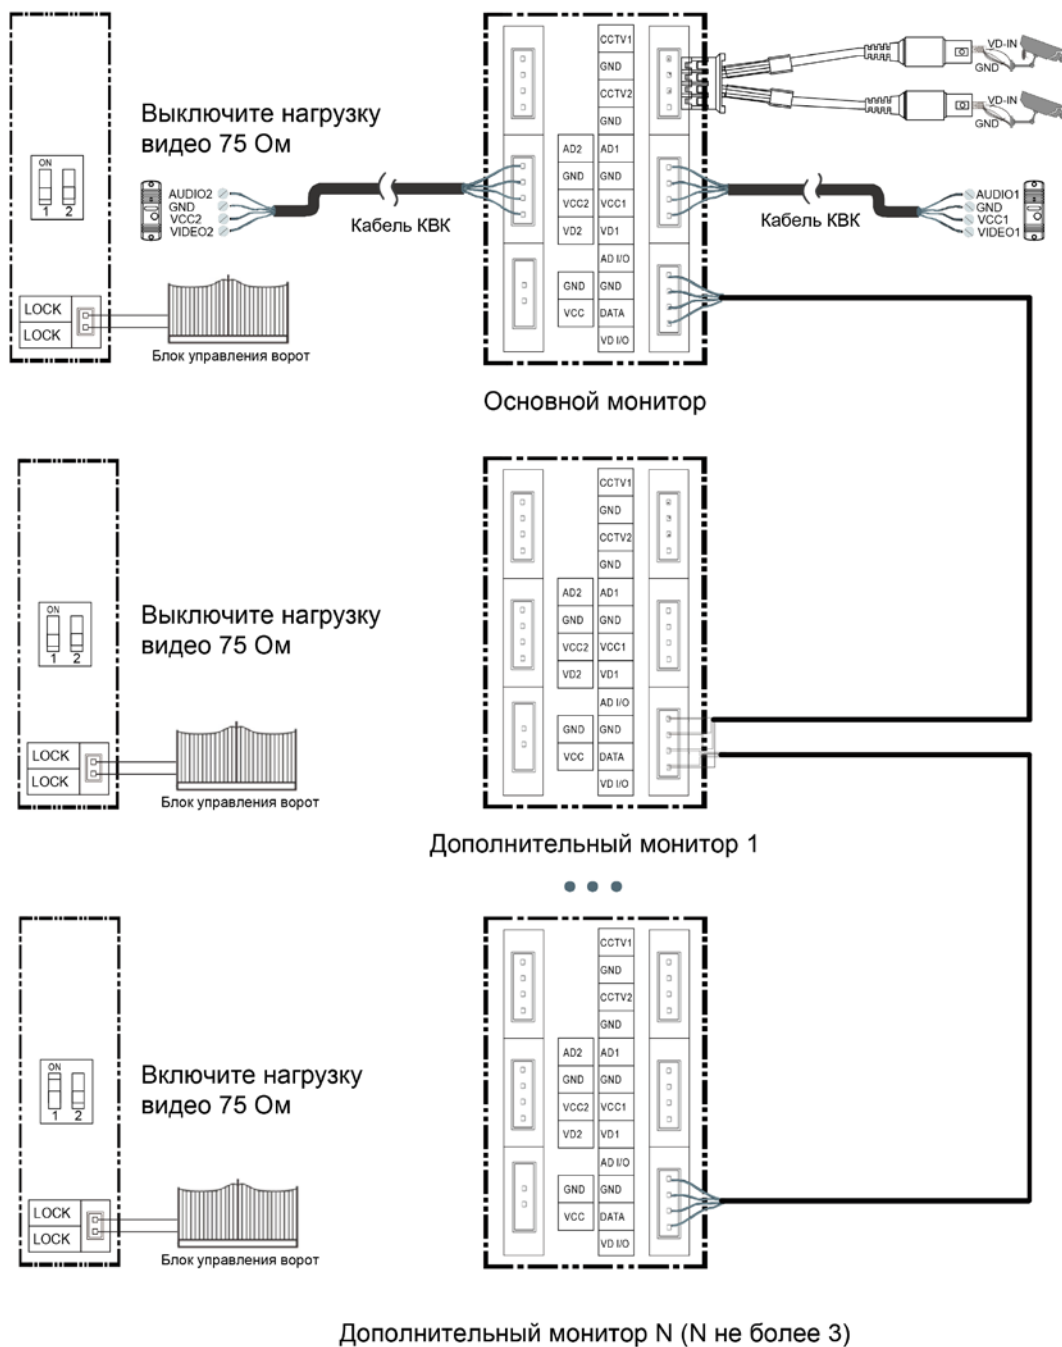 Выключите нагрузку
видео 75 Ом
ON
1 2
AUDIO2
GND
VCC2
VIDEO2
Кабель КВК
LOCK
LOCK
Блок управления ворот
CCTV1
GND
CCTV2
GND
AD2 AD1
GND GND
VCC2 VCC1
VD2 VD1
AD I/O
GND GND
VCC DATA
VD I/O
VD-IN
GND
VD-IN
GND
Кабель КВК
AUDIO1
GND
VCC1
VIDEO1
Основной монитор
Выключите нагрузку
видео 75 Ом
ON
1 2
LOCK
LOCK
Блок управления ворот
CCTV1
GND
CCTV2
GND
AD2 AD1
GND GND
VCC2 VCC1
VD2 VD1
AD I/O
GND GND
VCC DATA
VD I/O
Дополнительный монитор 1
Включите нагрузку
видео 75 Ом
ON
1 2
LOCK
LOCK
Блок управления ворот
CCTV1
GND
CCTV2
GND
AD2 AD1
GND GND
VCC2 VCC1
VD2 VD1
AD I/O
GND GND
VCC DATA
VD I/O
Дополнительный монитор N (N не более 3)